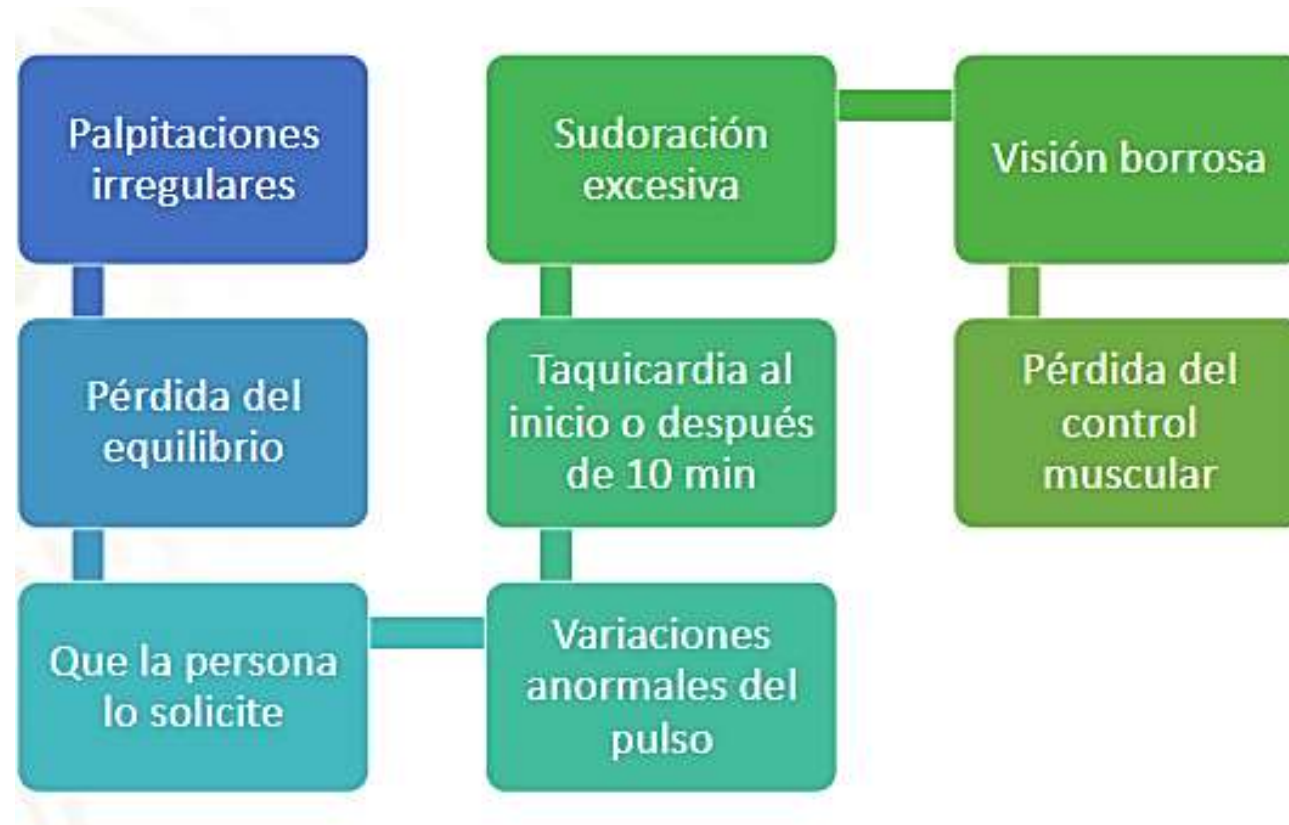 Palpitaciones
irregulares
Pérdida del
equilibrio
Que la persona
lo solicite
Variaciones
anormales del
pulso
Taquicardia al
inicio o después
de 10 min
Sudoración
excesiva
Visión borrosa
Pérdida del
control
muscular